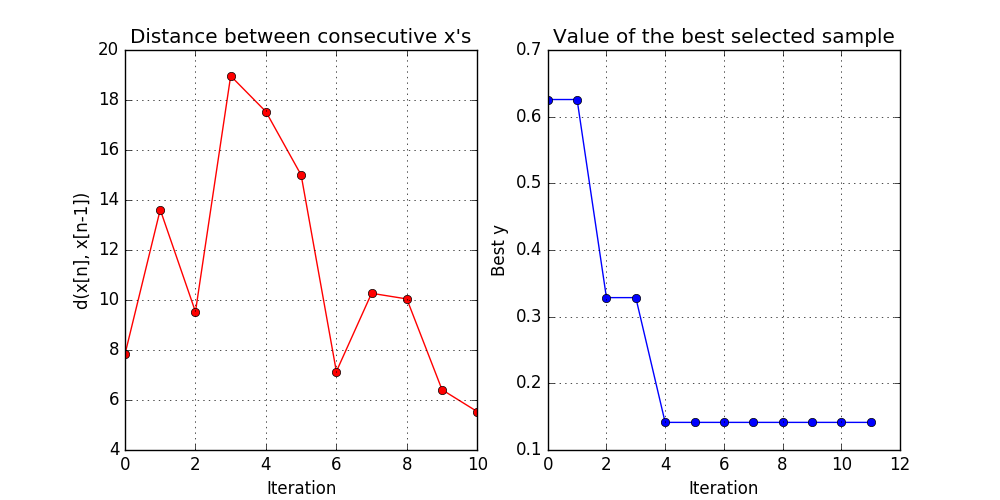 Distance between consecutive x's
20
18
16
14
12
10
8
6
4
d(x[n], x[n-1])
0 2 4 6 8 10
Iteration
Value of the best selected sample
0.7
0.6
0.5
0.4
0.3
0.2
0.1
Best y
0 2 4 6 8 10 12
Iteration